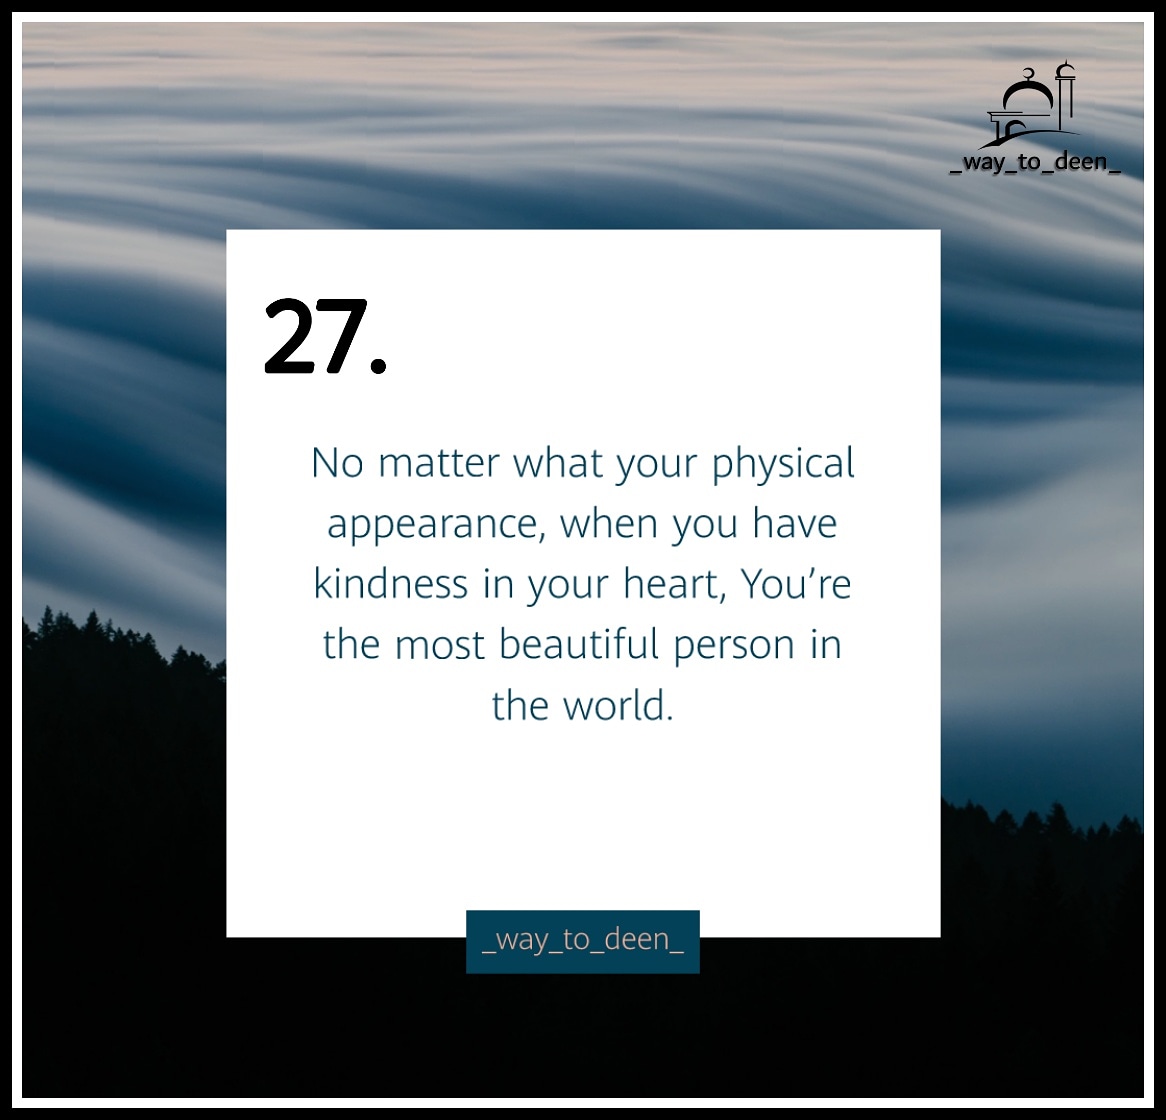 _way_to_deen_
27.
No matter what your physical
appearance, when you have
kindness in your heart, You’re
the most beautiful person in
the world.
_way_to_deen_